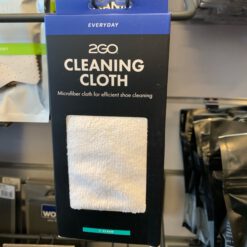 EVERYDAY
2GO
CLEANING
CLOTH
Microfiber cloth for efficient shoe cleaning